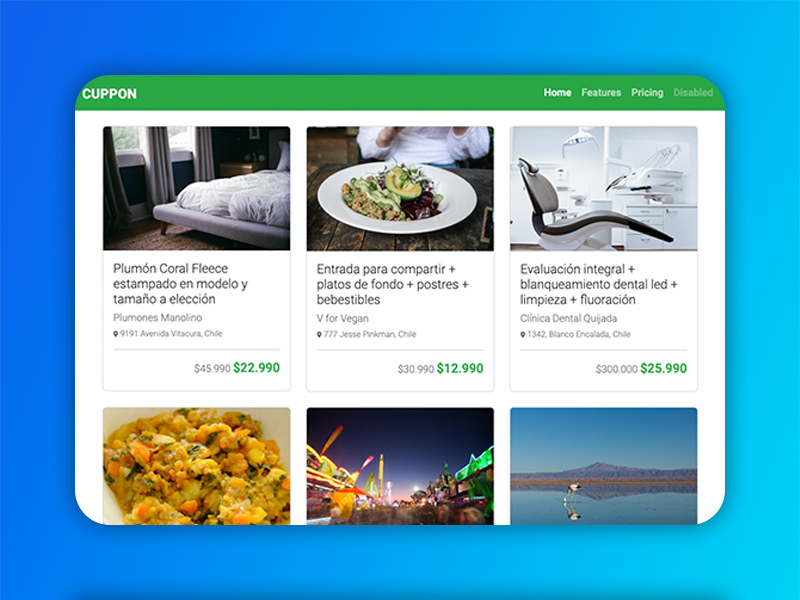 CUPPON
Home Features Pricing Disabled
Plumón Coral Fleece
estampado en modelo y
tamaño a elección
Plumones Manolino
9191 Avenida Vitacura, Chile
$45.990 $22.990
Entrada para compartir +
platos de fondo + postres +
bebestibles
V for Vegan
777 Jesse Pinkman, Chile
$30.990 $12.990
Evaluación integral +
blanqueamiento dental led +
limpieza + fluoración
Clínica Dental Quijada
1342, Blanco Encalada, Chile
$300.000 $25.990